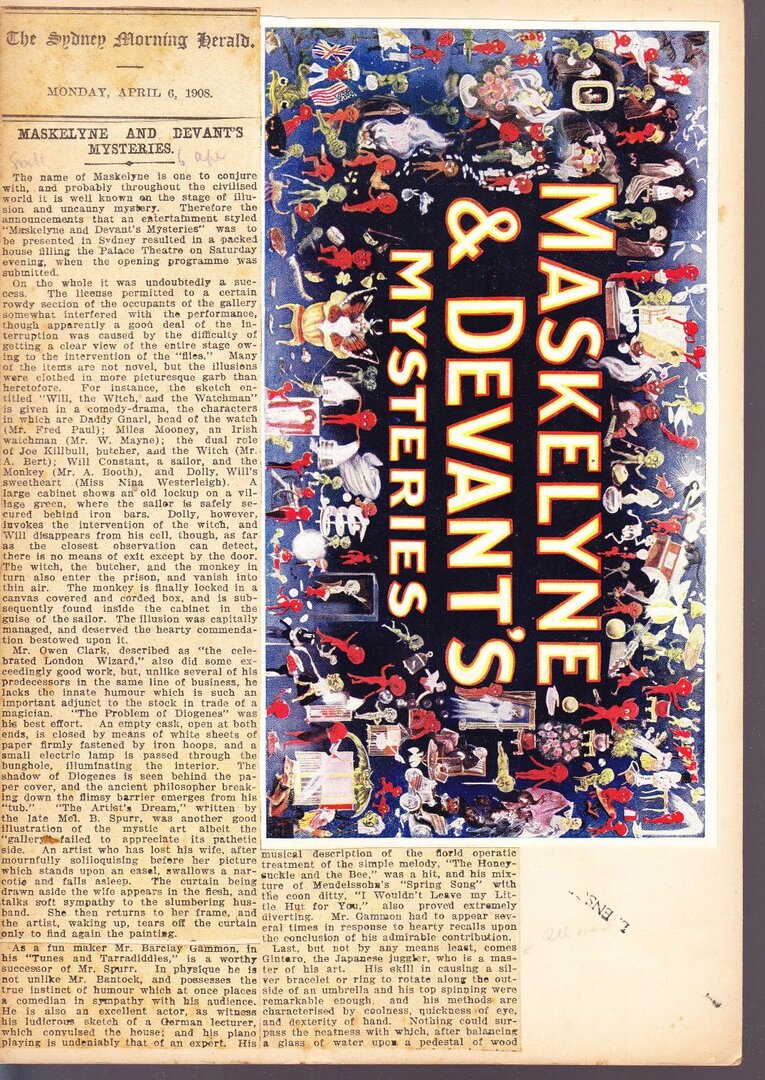 The Sydney Morning Herald.
MONDAY, APRIL 6, 1908.
MASKELYNE AND DEVANT'S
MYSTERIES.
The name of Maskelyne is one to conjure
with, and probably throughout the civilised
world it is well known on the stage of illu-
sion and uncanny mystery. Therefore the
announcements that an entertainment styled
"Maskelyne and Devant's Mysteries" was to
be presented in Sydney resulted in a packed
house filling the Palace Theatre on Saturday
evening, when the opening programme was
submitted.
On the whole it was undoubtedly a suc-
cess. The license permitted to a certain
rowdy section of the occupants of the gallery
somewhat interfered with the performance,
though apparently a good deal of the in-
terruption was caused by the difficulty of
getting a clear view of the entire stage ow-
ing to the intervention of the "flies." Many
of the items are not novel, but the illusions
were clothed in more picturesque garb than
heretofore. For instance, the sketch en-
titled "Will, the Witch, and the Watchman"
is given in a comedy-drama, the characters
in which are Daddy Gnarl, head of the watch
(Mr. Fred Paul); Miles Mooney, an Irish
watchman (Mr. W. Mayne); the dual role
of Joe Killbull, butcher, and the Witch (Mr.
A. Bert); Will Constant, a sailor, and the
Monkey (Mr. A. Booth), and Dolly, Will's
sweetheart (Miss Nina Westerleigh). A
large cabinet shows an old lockup on a vil-
lage green, where the sailor is safely se-
cured behind iron bars. Dolly, however,
invokes the intervention of the witch, and
Will disappears from his cell, though, as far
as the closest observation can detect,
there is no means of exit except by the door.
The witch, the butcher, and the monkey in
turn also enter the prison, and vanish into
thin air. The monkey is finally locked in a
canvas covered and corded box, and is sub-
sequently found inside the cabinet in the
guise of the sailor. The illusion was capitally
managed, and deserved the hearty commenda-
tion bestowed upon it.
Mr. Owen Clark, described as "the cele-
brated London Wizard," also did some ex-
ceedingly good work, but, unlike several of his
predecessors in the same line of business, he
lacks the innate humour which is such an
important adjunct to the stock in trade of a
magician. "The Problem of Diogenes" was
his best effort. An empty cask, open at both
ends, is closed by means of white sheets of
paper firmly fastened by iron hoops, and a
small electric lamp is passed through the
bunghole, illuminating the interior. The
shadow of Diogenes is seen behind the pa-
per cover, and the ancient philosopher break-
ing down the flimsy barrier emerges from his
"tub." "The Artist's Dream," written by
the late Mel. B. Spurr, was another good
illustration of the mystic art albeit the
"gallery" failed to appreciate its pathetic
side. An artist who has lost his wife, after
mournfully soliloquising before her picture
which stands upon an easel, swallows a nar-
cotic and falls asleep. The curtain being
drawn aside the wife appears in the flesh, and
talks soft sympathy to the slumbering hus-
band. She then returns to her frame, and
the artist, waking up, tears off the curtain
only to find again the painting.
As a fun maker Mr. Barclay Gammon, in
his "Tunes and Tarradiddles," is a worthy
successor of Mr. Spurr. In physique he is
not unlike Mr. Bantock, and possesses the
true instinct of humour which at once places
a comedian in sympathy with his audience.
He is also an excellent actor, as witness
his ludicrous sketch of a German lecturer,
which convulsed the house; and his piano
playing is undeniably that of an expert. His
musical description of the florid operatic
treatment of the simple melody, "The Honey-
suckle and the Bee," was a hit, and his mix-
ture of Mendelssohn's "Spring Song" with
the coon ditty, "I Wouldn't Leave my Lit-
tle Hut for You," also proved extremely
diverting. Mr. Gammon had to appear sev-
eral times in response to hearty recalls upon
the conclusion of his admirable contribution.
Last, but not by any means least, comes
Gintaro, the Japanese juggler, who is a mas-
ter of his art. His skill in causing a sil-
ver bracelet or ring to rotate along the out-
side of an umbrella and his top spinning were
remarkable enough, and his methods are
characterised by coolness, quickness of eye,
and dexterity of hand. Nothing could sur-
pass the neatness with which, after balancing
a glass of water upon a pedestal of wood
MASKELYNE
& DEVANT'S
MYSTERIES
L. ENS